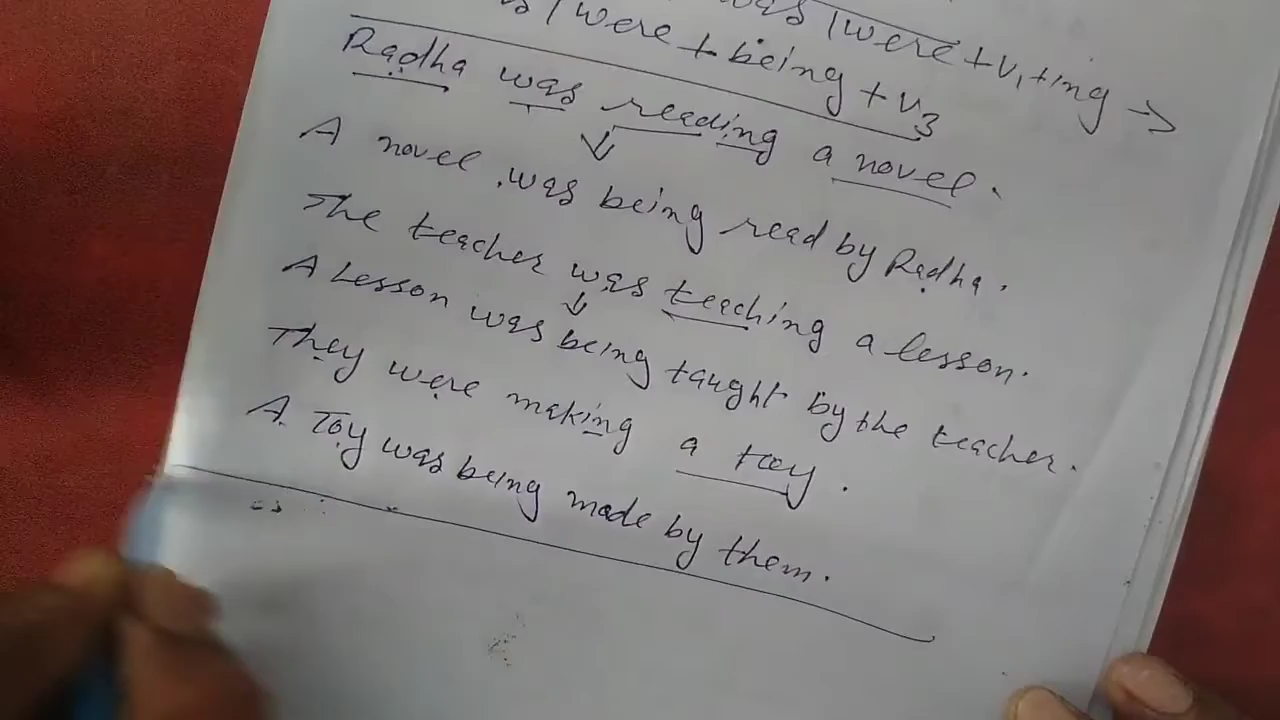 was / were + V1 + ing →
/ were + being + V3
Radha was reading a novel.
A novel was being read by Radha.
The teacher was teaching a lesson.
A Lesson was being taught by the teacher.
They were making a toy.
A Toy was being made by them.